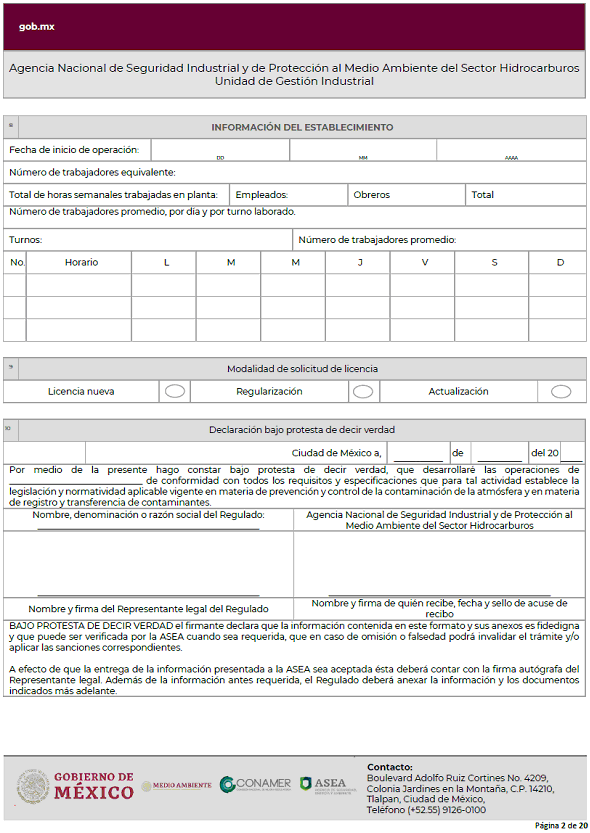 gob.mx
Agencia Nacional de Seguridad Industrial y de Protección al Medio Ambiente del Sector Hidrocarburos
Unidad de Gestión Industrial
8 INFORMACIÓN DEL ESTABLECIMIENTO
Fecha de inicio de operación:
DD MM AAAA
Número de trabajadores equivalente:
Total de horas semanales trabajadas en planta: Empleados: Obreros Total
Número de trabajadores promedio, por día y por turno laborado.
Turnos: Número de trabajadores promedio:
No. Horario L M M J V S D
9 Modalidad de solicitud de licencia
Licencia nueva Regularización Actualización
10 Declaración bajo protesta de decir verdad
Ciudad de México a, __________ de __________ del 20 ____
Por medio de la presente hago constar bajo protesta de decir verdad, que desarrollaré las operaciones de
__________________________ de conformidad con todos los requisitos y especificaciones que para tal actividad establece la
legislación y normatividad aplicable vigente en materia de prevención y control de la contaminación de la atmósfera y en materia
de registro y transferencia de contaminantes.
Nombre, denominación o razón social del Regulado:
Agencia Nacional de Seguridad Industrial y de Protección al
Medio Ambiente del Sector Hidrocarburos
Nombre y firma del Representante legal del Regulado
Nombre y firma de quién recibe, fecha y sello de acuse de
recibo
BAJO PROTESTA DE DECIR VERDAD el firmante declara que la información contenida en este formato y sus anexos es fidedigna
y que puede ser verificada por la ASEA cuando sea requerida, que en caso de omisión o falsedad podrá invalidar el trámite y/o
aplicar las sanciones correspondientes.
A efecto de que la entrega de la información presentada a la ASEA sea aceptada ésta deberá contar con la firma autógrafa del
Representante legal. Además de la información antes requerida, el Regulado deberá anexar la información y los documentos
indicados más adelante.
GOBIERNO DE
MÉXICO
MEDIO AMBIENTE
CONAMER
ASEA
Contacto:
Boulevard Adolfo Ruiz Cortines No. 4209,
Colonia Jardines en la Montaña, C.P. 14210,
Tlalpan, Ciudad de México,
Teléfono (+52.55) 9126-0100
Página 2 de 20